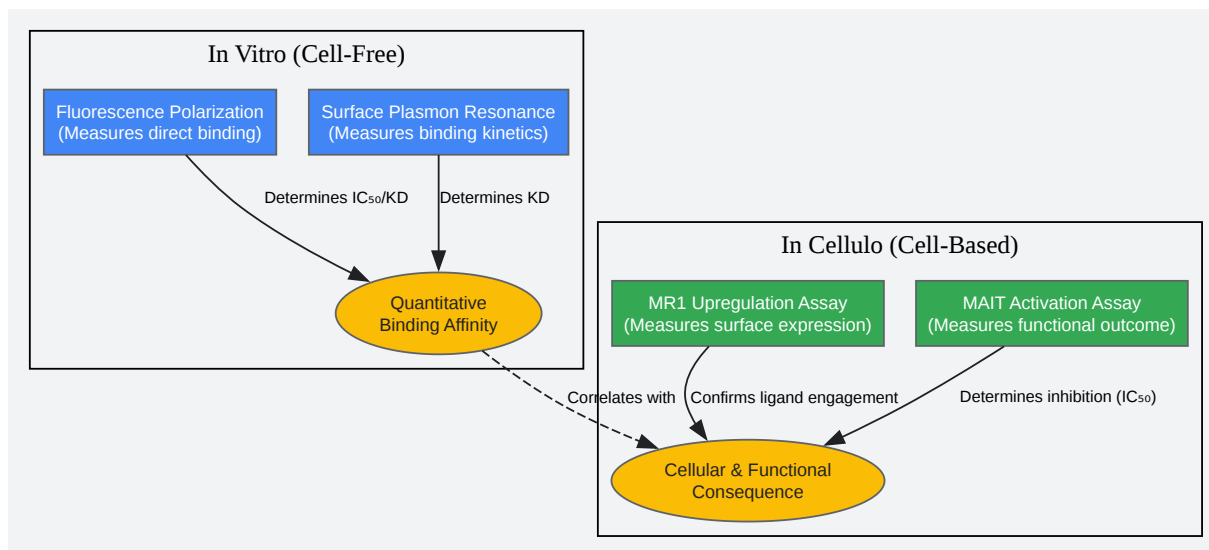 In Vitro (Cell-Free)
Fluorescence Polarization
(Measures direct binding)
Surface Plasmon Resonance
(Measures binding kinetics)
Determines IC₅₀/KD
Determines KD
Quantitative
Binding Affinity
In Cellulo (Cell-Based)
MR1 Upregulation Assay
(Measures surface expression)
MAIT Activation Assay
(Measures functional outcome)
Correlates with
Confirms ligand engagement
Determines inhibition (IC₅₀)
Cellular & Functional
Consequence